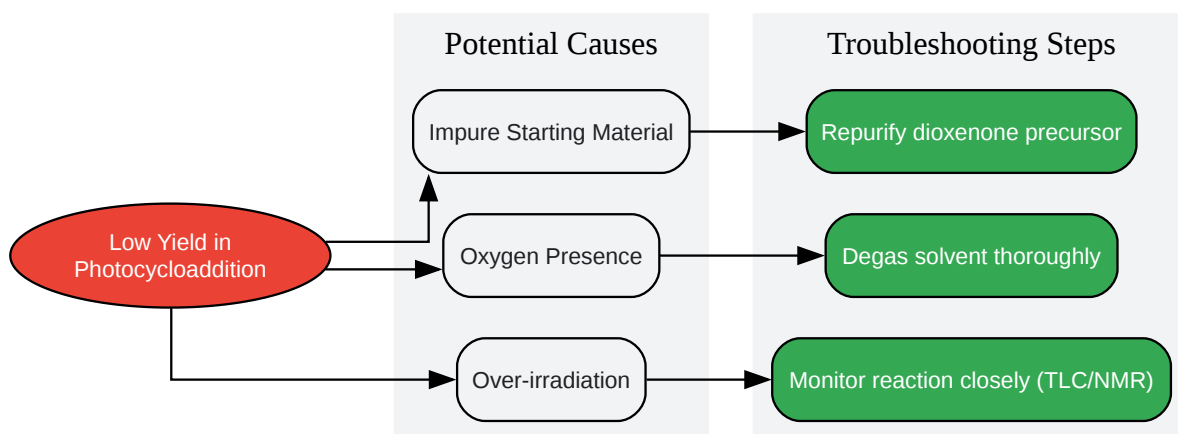 Potential Causes
Troubleshooting Steps
Impure Starting Material
Repurify dioxenone precursor
Low Yield in
Photocycloaddition
Oxygen Presence
Degas solvent thoroughly
Over-irradiation
Monitor reaction closely (TLC/NMR)